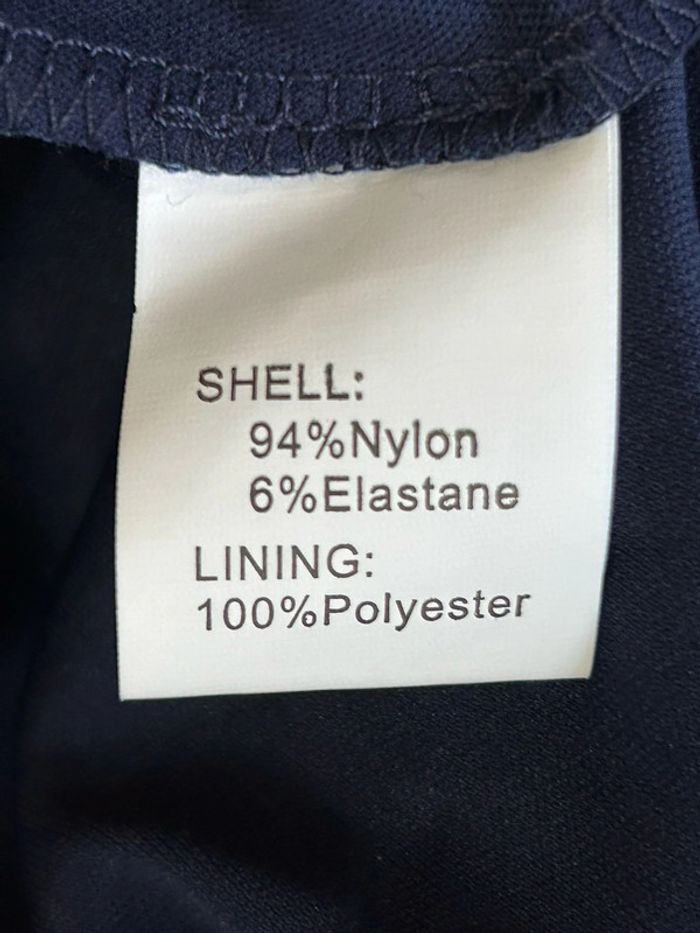 SHELL:
94%Nylon
6%Elastane
LINING:
100%Polyester